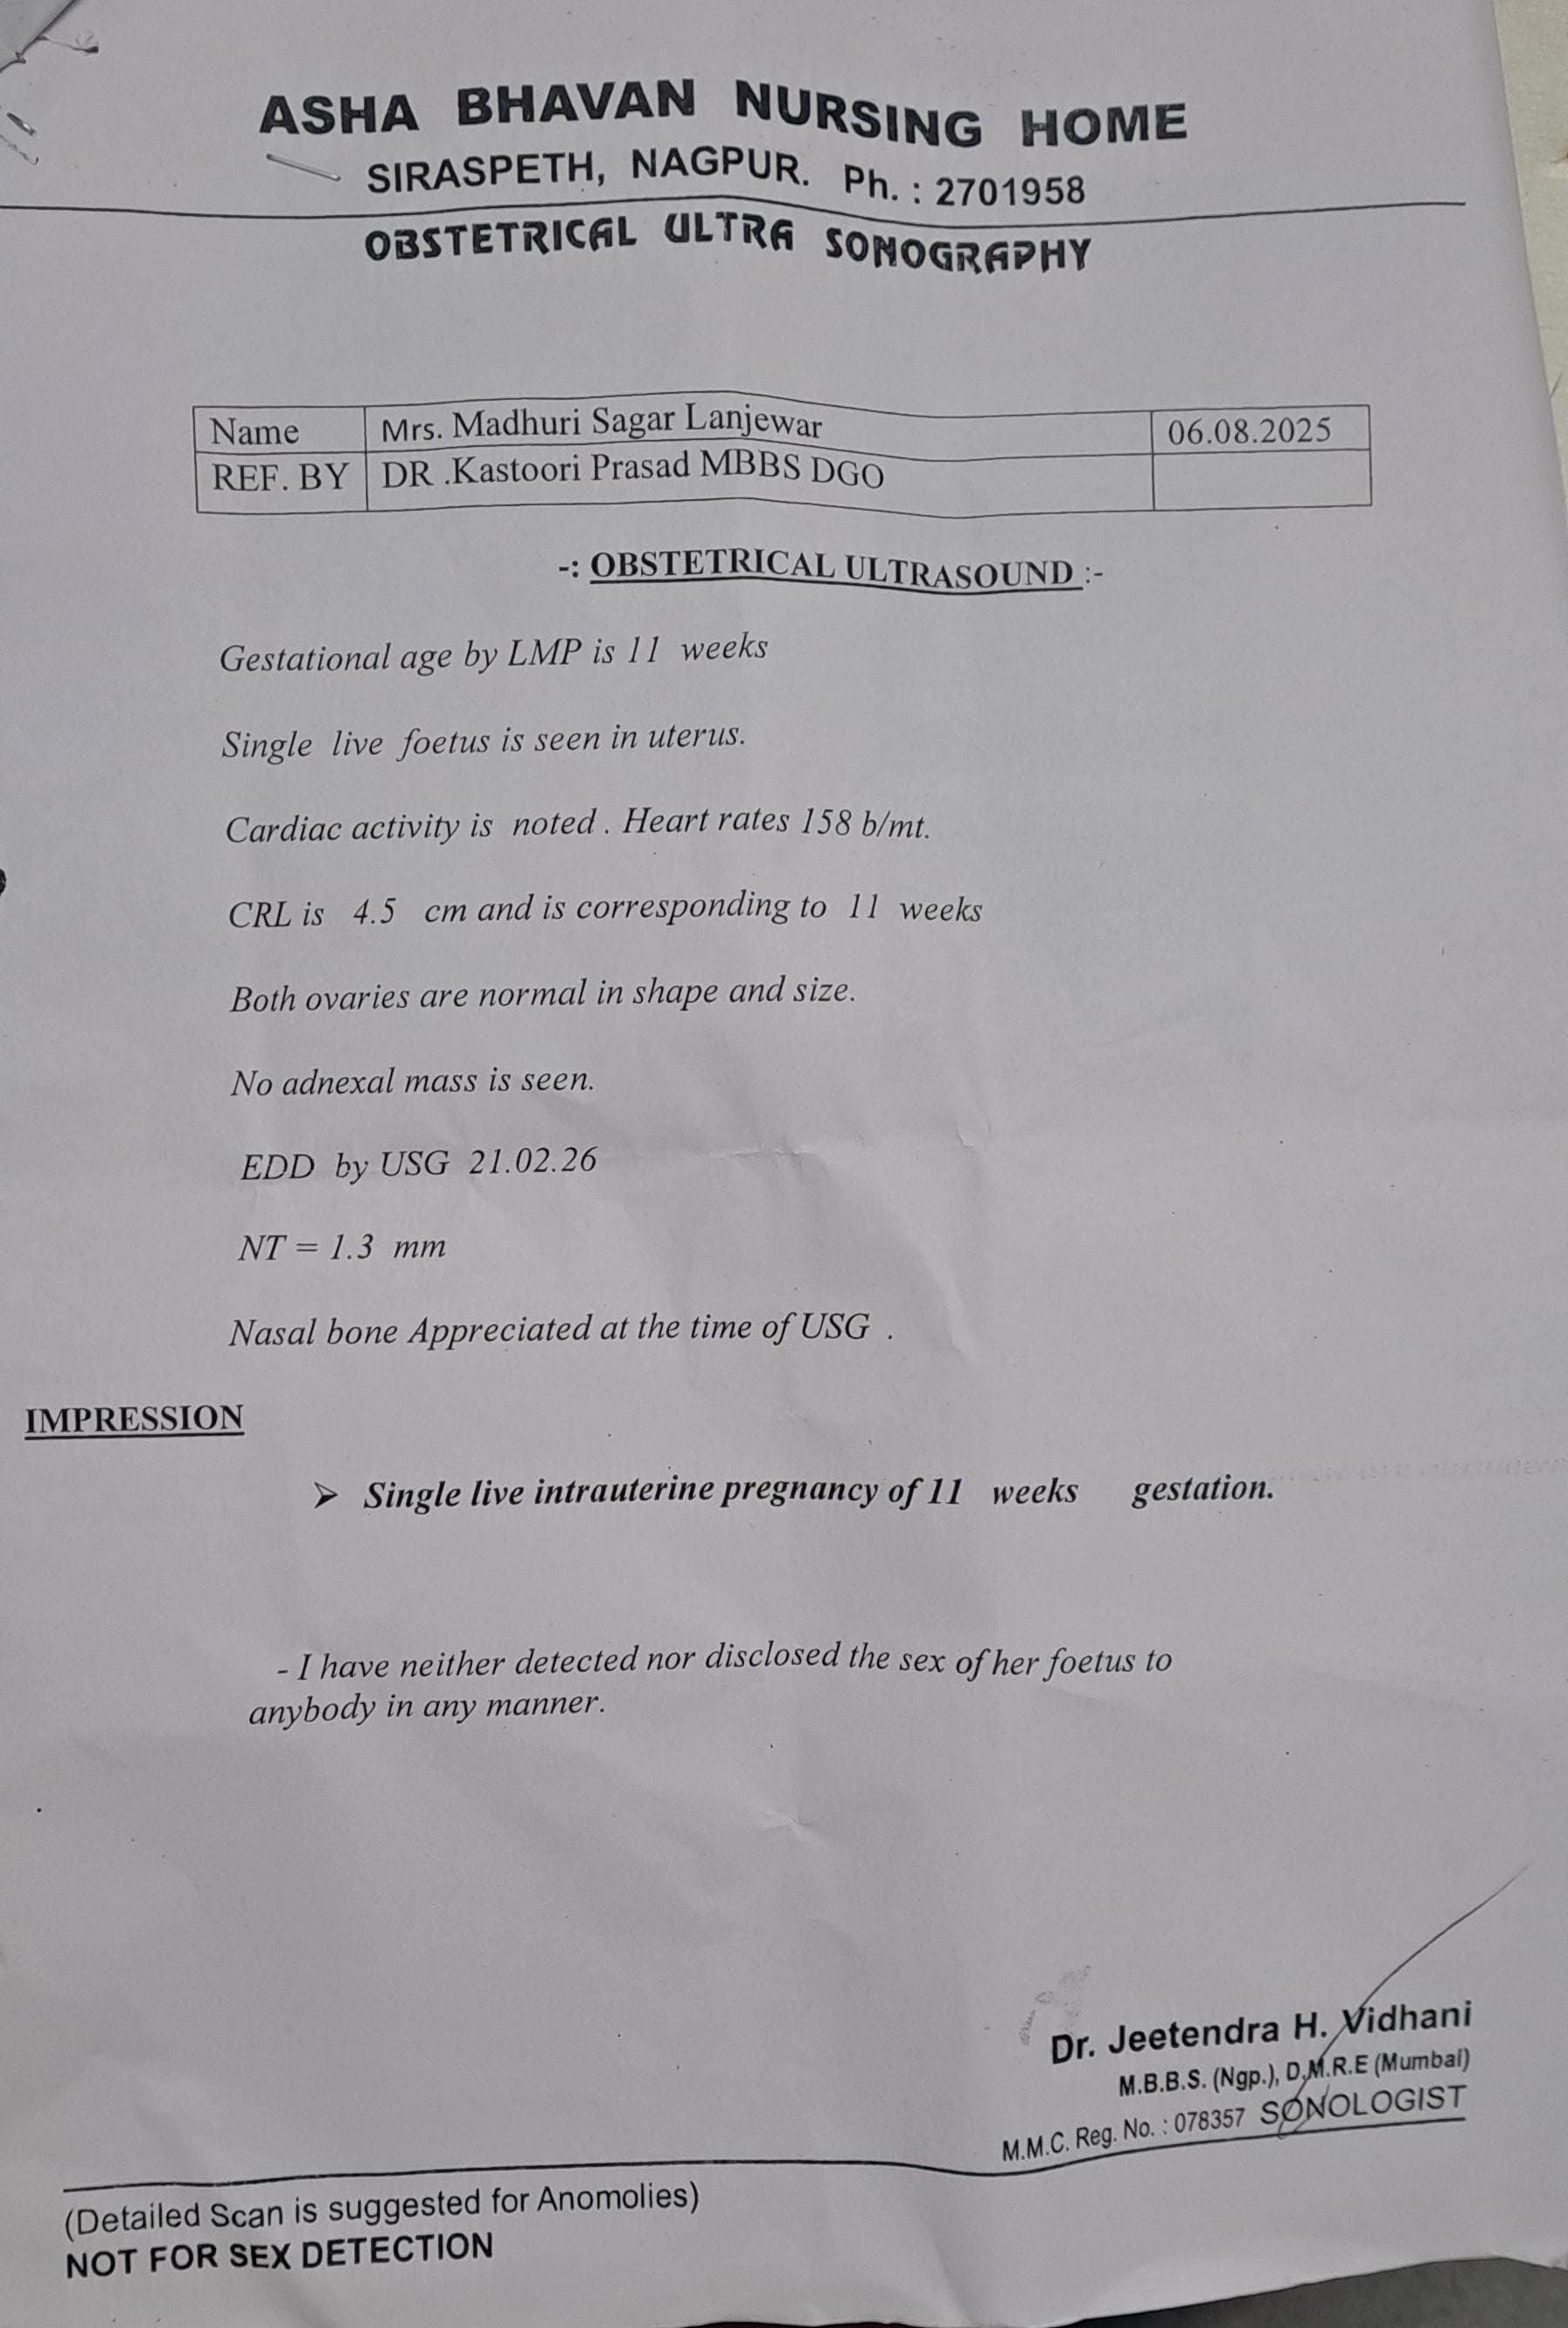 ASHA BHAVAN NURSING HOME
SIRASPETH, NAGPUR. Ph. : 2701958
OBSTETRICAL ULTRA SONOGRAPHY
Name Mrs. Madhuri Sagar Lanjewar 06.08.2025
REF. BY DR .Kastoori Prasad MBBS DGO
-: OBSTETRICAL ULTRASOUND :-
Gestational age by LMP is 11 weeks
Single live foetus is seen in uterus.
Cardiac activity is noted . Heart rates 158 b/mt.
CRL is 4.5 cm and is corresponding to 11 weeks
Both ovaries are normal in shape and size.
No adnexal mass is seen.
EDD by USG 21.02.26
NT = 1.3 mm
Nasal bone Appreciated at the time of USG .
IMPRESSION
➢ Single live intrauterine pregnancy of 11 weeks gestation.
- I have neither detected nor disclosed the sex of her foetus to
anybody in any manner.
Dr. Jeetendra H. Vidhani
M.B.B.S. (Ngp.), D.M.R.E (Mumbai)
M.M.C. Reg. No. : 078357 SONOLOGIST
(Detailed Scan is suggested for Anomolies)
NOT FOR SEX DETECTION